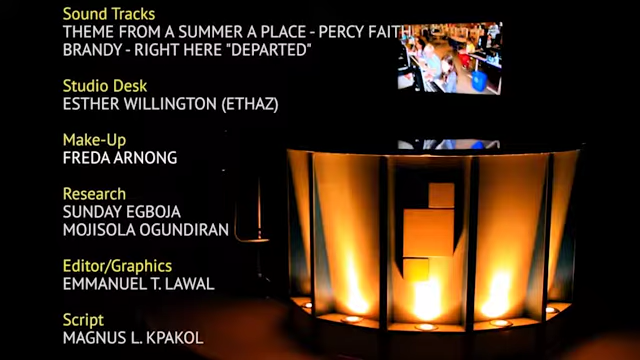 Sound Tracks
THEME FROM A SUMMER A PLACE - PERCY FAITH
BRANDY - RIGHT HERE "DEPARTED"
Studio Desk
ESTHER WILLINGTON (ETHAZ)
Make-Up
FREDA ARNONG
Research
SUNDAY EGBOJA
MOJISOLA OGUNDIRAN
Editor/Graphics
EMMANUEL T. LAWAL
Script
MAGNUS L. KPAKOL